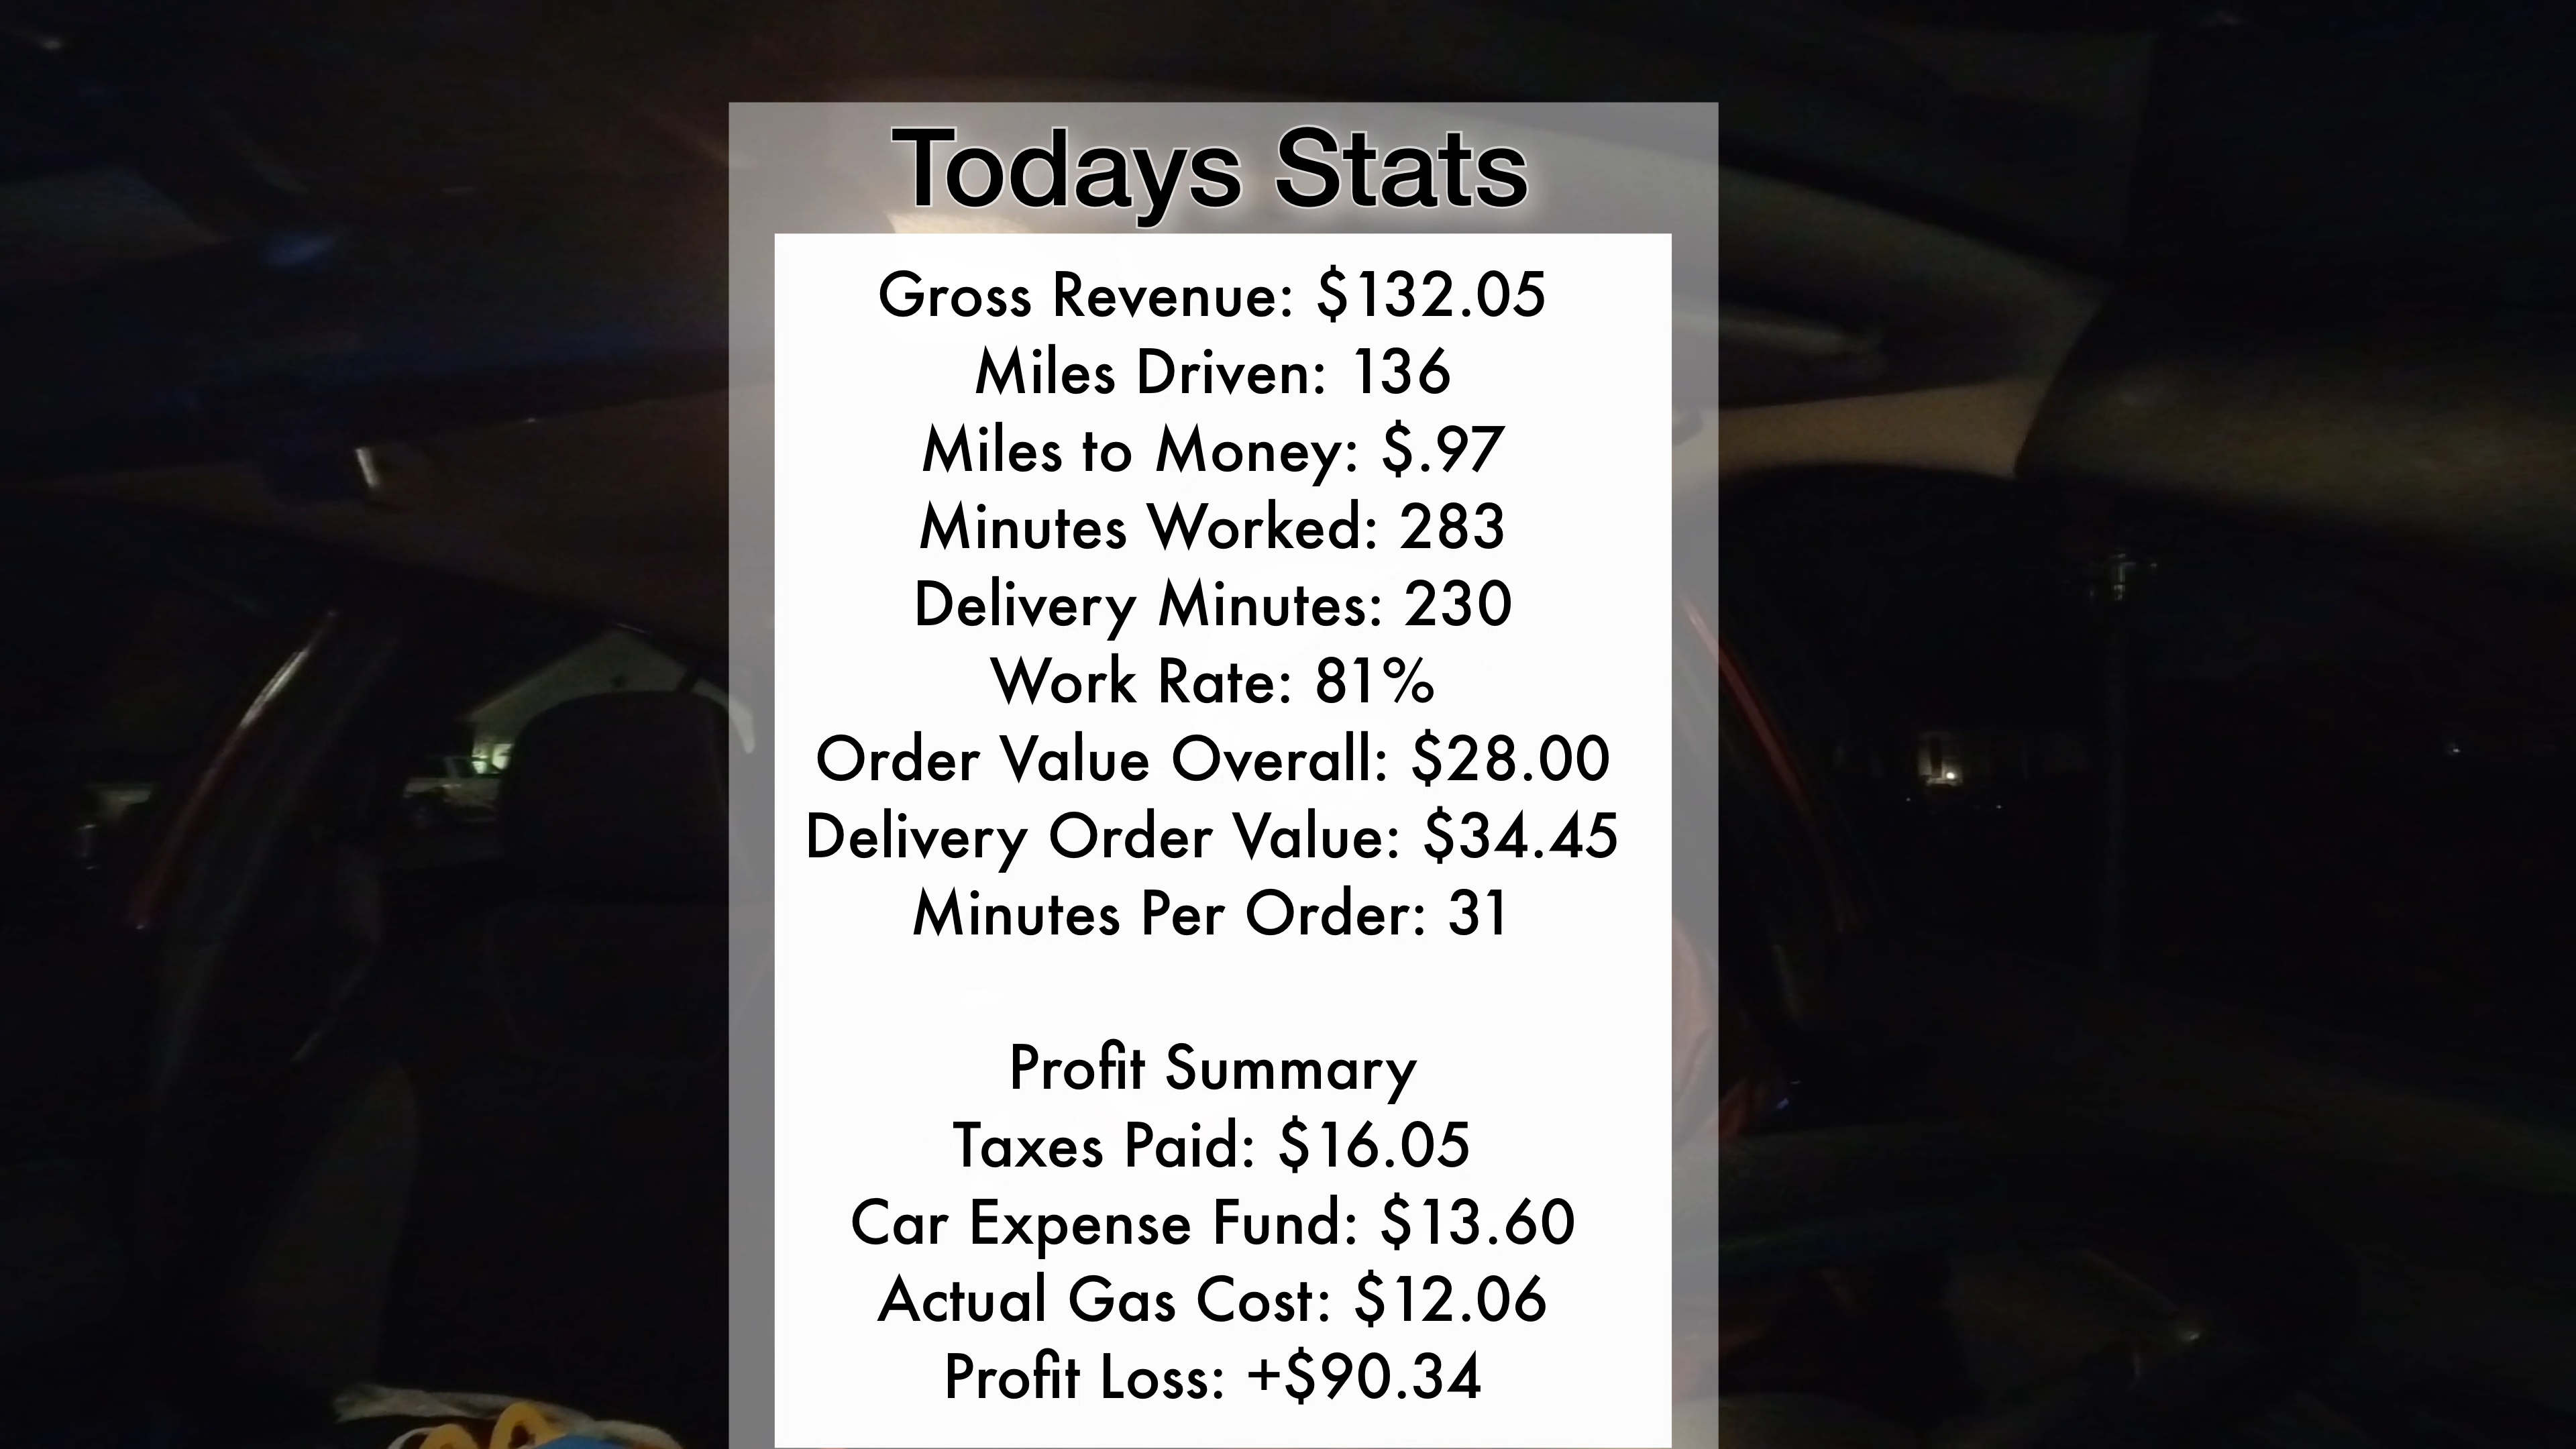 Todays Stats
Gross Revenue: $132.05
Miles Driven: 136
Miles to Money: $.97
Minutes Worked: 283
Delivery Minutes: 230
Work Rate: 81%
Order Value Overall: $28.00
Delivery Order Value: $34.45
Minutes Per Order: 31
Profit Summary
Taxes Paid: $16.05
Car Expense Fund: $13.60
Actual Gas Cost: $12.06
Profit Loss: +$90.34